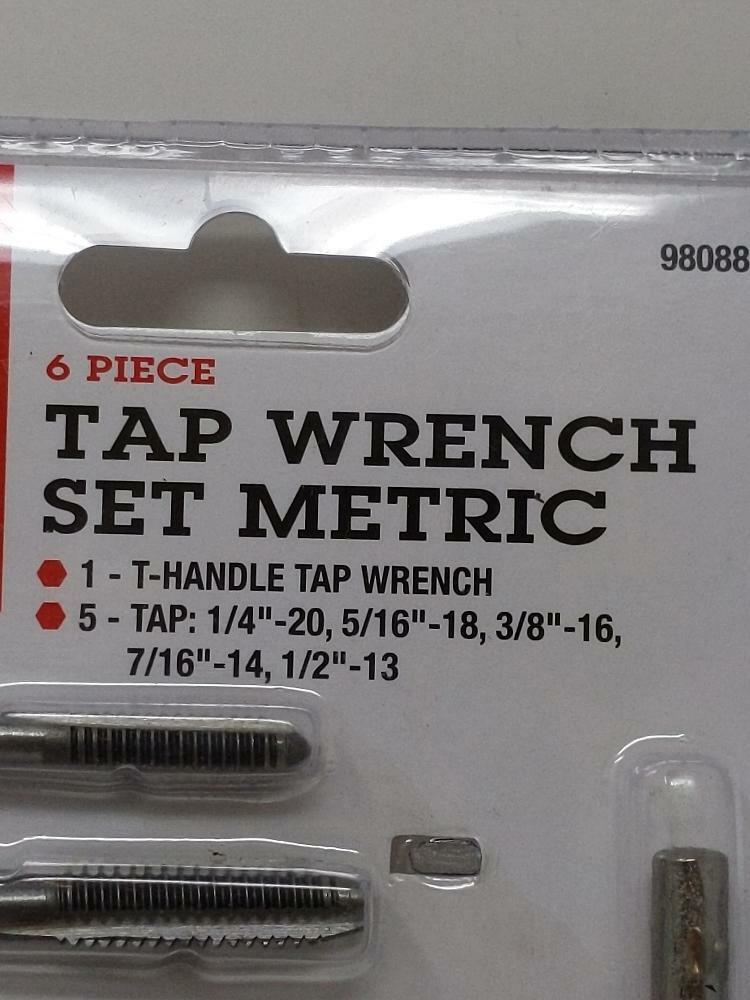 98088
6 PIECE
TAP WRENCH
SET METRIC
1 - T-HANDLE TAP WRENCH
5 - TAP: 1/4"-20, 5/16"-18, 3/8"-16,
7/16"-14, 1/2"-13